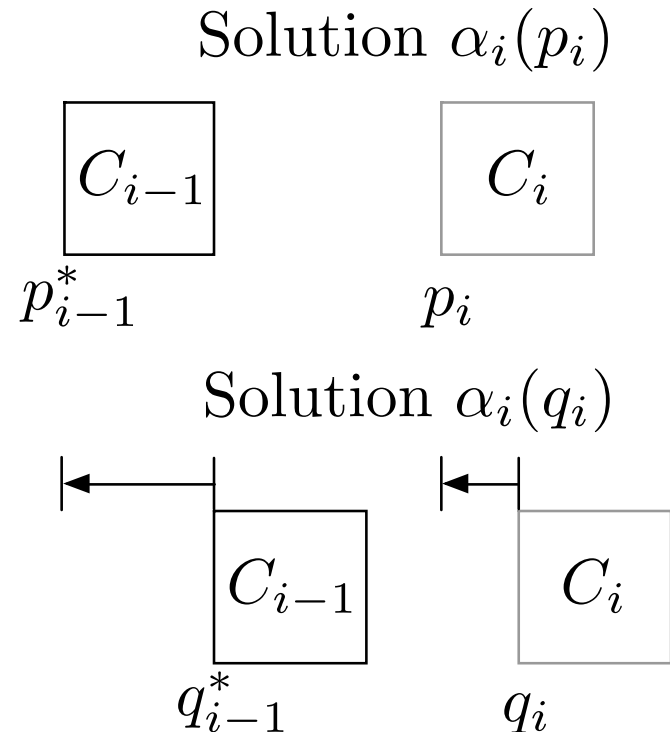 Solution αᵢ(pᵢ)
Cᵢ₋₁ Cᵢ
p*ᵢ₋₁ pᵢ
Solution αᵢ(qᵢ)
Cᵢ₋₁ Cᵢ
q*ᵢ₋₁ qᵢ